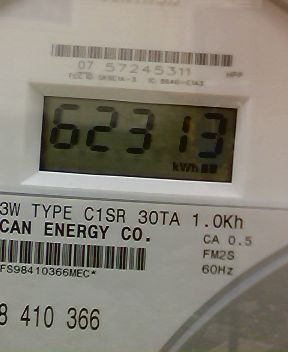 07 57245311 HPP
62313
kWh
3W TYPE C1SR 30TA 1.0Kh
CAN ENERGY CO. CA 0.5
FM2S
FS98410366MEC* 60Hz
8 410 366